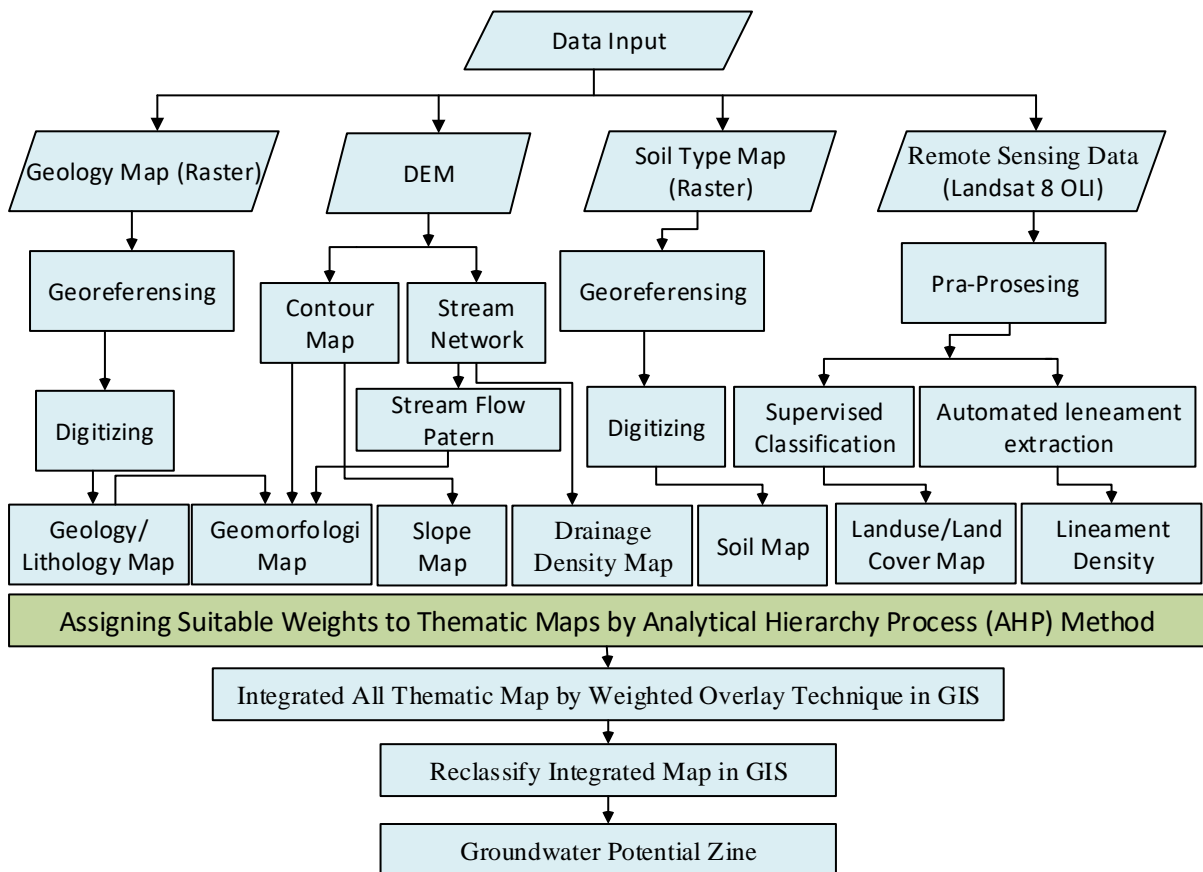 Data Input
Geology Map (Raster)
DEM
Soil Type Map
(Raster)
Remote Sensing Data
(Landsat 8 OLI)
Georeferensing
Contour
Map
Stream
Network
Georeferensing
Pra-Prosesing
Digitizing
Stream Flow
Patern
Digitizing
Supervised
Classification
Automated leneament
extraction
Geology/
Lithology Map
Geomorfologi
Map
Slope
Map
Drainage
Density Map
Soil Map
Landuse/Land
Cover Map
Lineament
Density
Assigning Suitable Weights to Thematic Maps by Analytical Hierarchy Process (AHP) Method
Integrated All Thematic Map by Weighted Overlay Technique in GIS
Reclassify Integrated Map in GIS
Groundwater Potential Zine